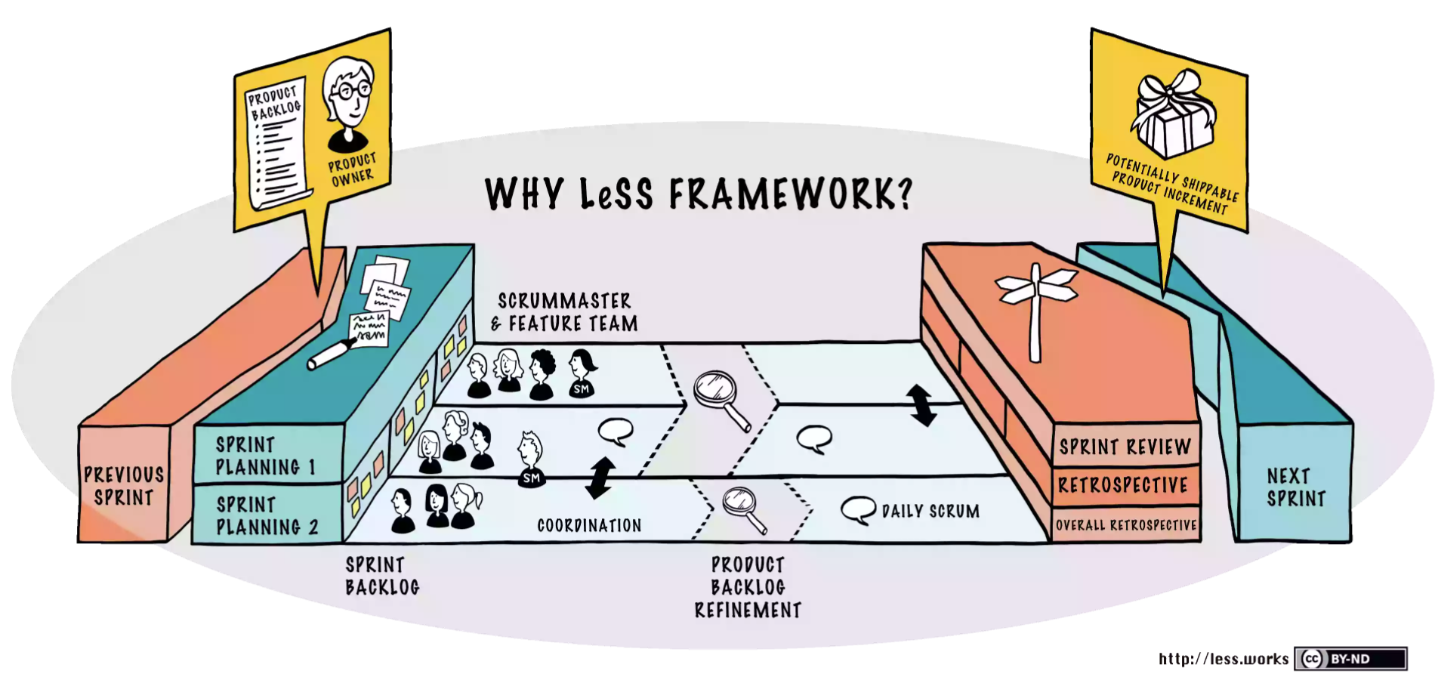 PRODUCT
BACKLOG
PRODUCT
OWNER
POTENTIALLY SHIPPABLE
PRODUCT INCREMENT
WHY LeSS FRAMEWORK?
SCRUMMASTER
& FEATURE TEAM
SM
SM
PREVIOUS
SPRINT
SPRINT
PLANNING 1
SPRINT
PLANNING 2
COORDINATION
DAILY SCRUM
SPRINT REVIEW
RETROSPECTIVE
OVERALL RETROSPECTIVE
NEXT
SPRINT
SPRINT
BACKLOG
PRODUCT
BACKLOG
REFINEMENT
http://less.works cc BY-ND